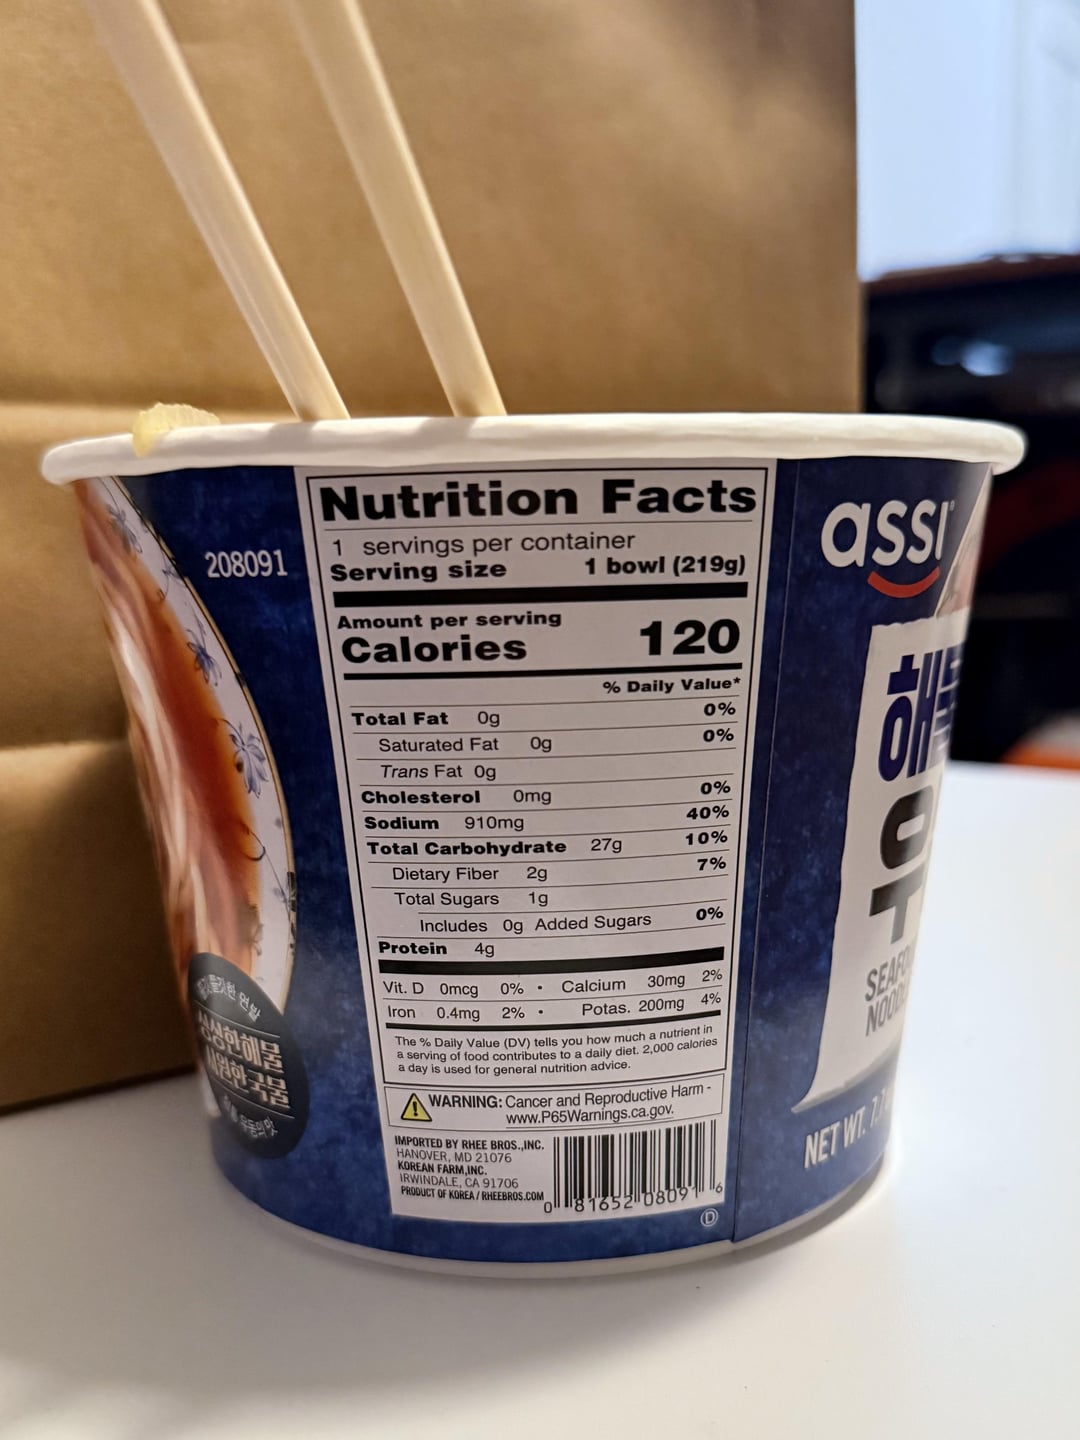 208091
Nutrition Facts
1 servings per container
Serving size 1 bowl (219g)
Amount per serving
Calories 120
% Daily Value*
Total Fat 0g 0%
Saturated Fat 0g 0%
Trans Fat 0g
Cholesterol 0mg 0%
Sodium 910mg 40%
Total Carbohydrate 27g 10%
Dietary Fiber 2g 7%
Total Sugars 1g
Includes 0g Added Sugars 0%
Protein 4g
Vit. D 0mcg 0% • Calcium 30mg 2%
Iron 0.4mg 2% • Potas. 200mg 4%
The % Daily Value (DV) tells you how much a nutrient in
a serving of food contributes to a daily diet. 2,000 calories
a day is used for general nutrition advice.
WARNING: Cancer and Reproductive Harm -
www.P65Warnings.ca.gov.
IMPORTED BY RHEE BROS.,INC.
HANOVER, MD 21076
KOREAN FARM,INC.
IRWINDALE, CA 91706
PRODUCT OF KOREA / RHEEBROS.COM
0 81652 08091 6
D
싱싱한 해물
시원한 국물
assi
해
SEAFO
NOOD
NET WT. 7.7